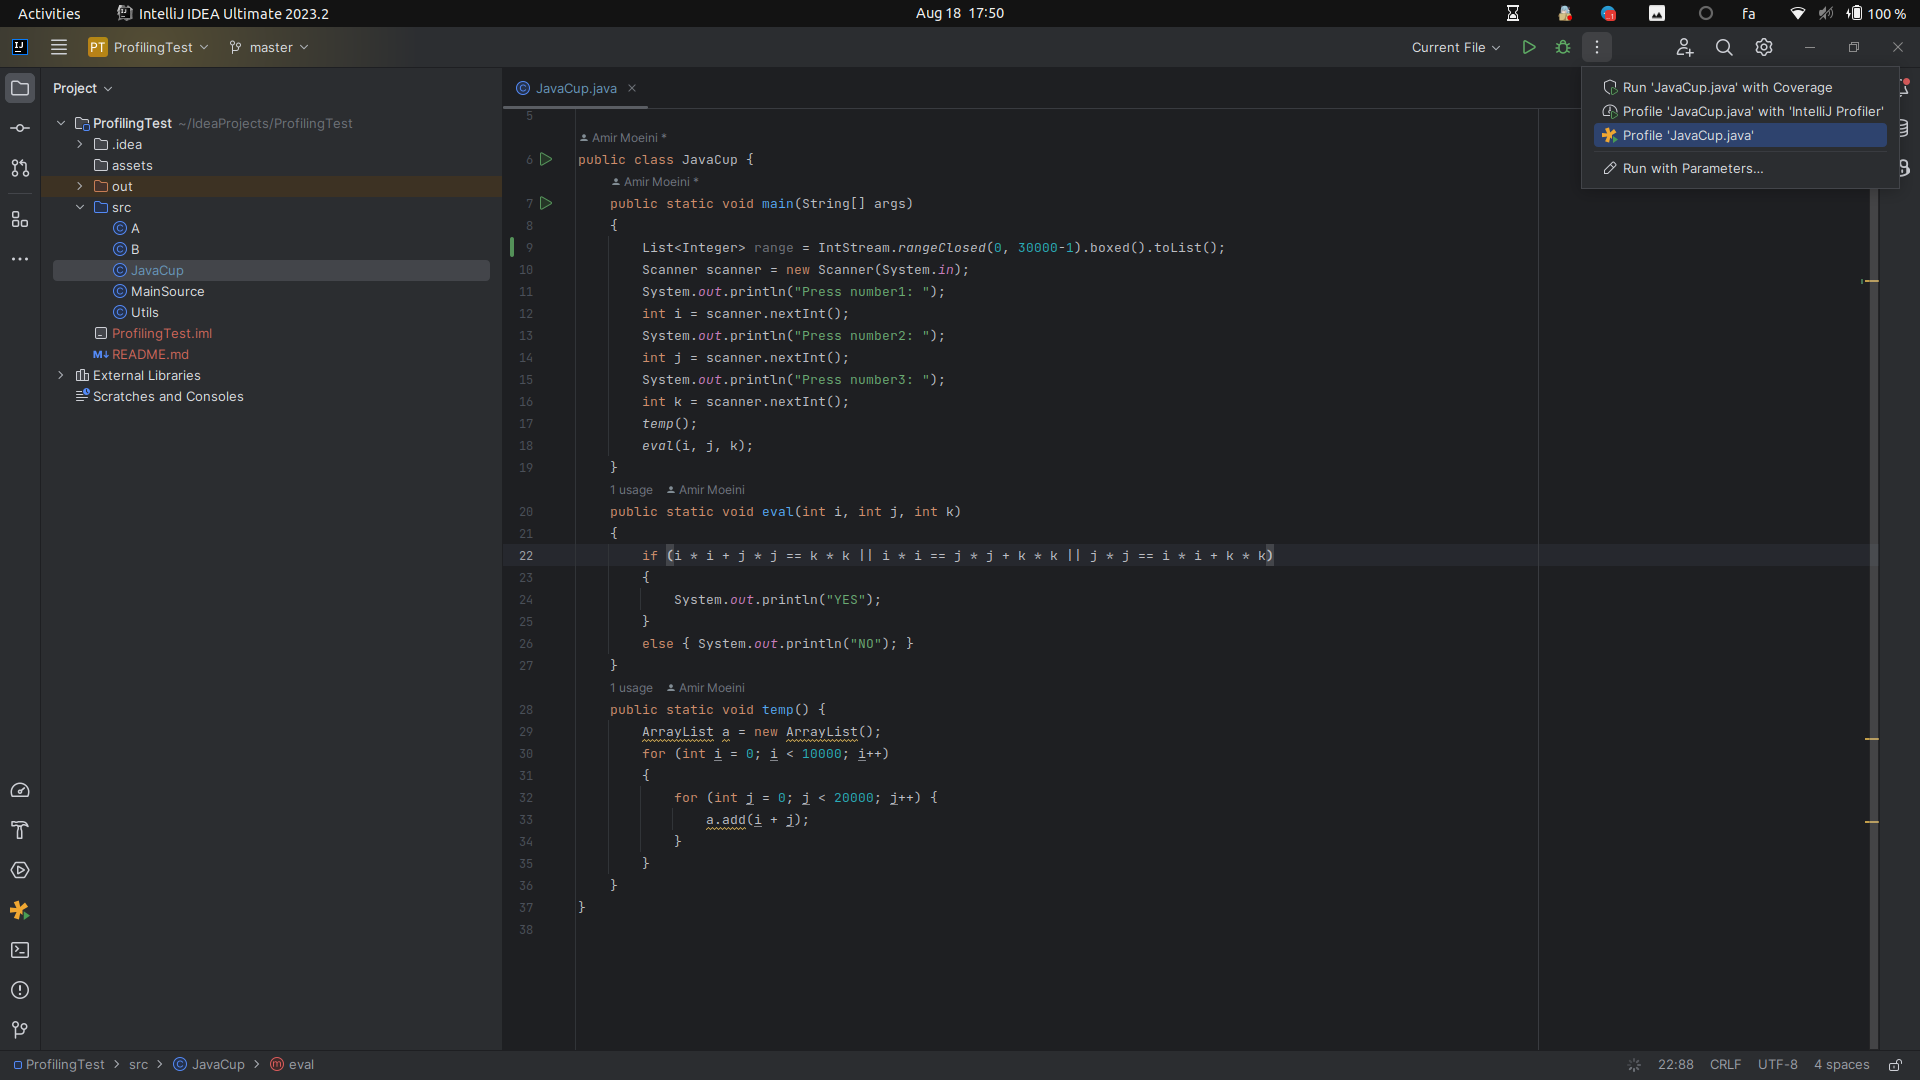 Activities IntelliJ IDEA Ultimate 2023.2 Aug 18 17:50 fa 100 %
PT ProfilingTest master Current File
Project
JavaCup.java
Run 'JavaCup.java' with Coverage
Profile 'JavaCup.java' with 'IntelliJ Profiler'
Profile 'JavaCup.java'
Run with Parameters...
ProfilingTest ~/IdeaProjects/ProfilingTest
.idea
assets
out
src
A
B
JavaCup
MainSource
Utils
ProfilingTest.iml
README.md
External Libraries
Scratches and Consoles
5
Amir Moeini *
6 public class JavaCup {
Amir Moeini *
7 public static void main(String[] args)
8 {
9 List<Integer> range = IntStream.rangeClosed(0, 30000-1).boxed().toList();
10 Scanner scanner = new Scanner(System.in);
11 System.out.println("Press number1: ");
12 int i = scanner.nextInt();
13 System.out.println("Press number2: ");
14 int j = scanner.nextInt();
15 System.out.println("Press number3: ");
16 int k = scanner.nextInt();
17 temp();
18 eval(i, j, k);
19 }
1 usage Amir Moeini
20 public static void eval(int i, int j, int k)
21 {
22 if (i * i + j * j == k * k || i * i == j * j + k * k || j * j == i * i + k * k)
23 {
24 System.out.println("YES");
25 }
26 else { System.out.println("NO"); }
27 }
1 usage Amir Moeini
28 public static void temp() {
29 ArrayList a = new ArrayList();
30 for (int i = 0; i < 10000; i++)
31 {
32 for (int j = 0; j < 20000; j++) {
33 a.add(i + j);
34 }
35 }
36 }
37 }
38
ProfilingTest > src > JavaCup > eval 22:88 CRLF UTF-8 4 spaces